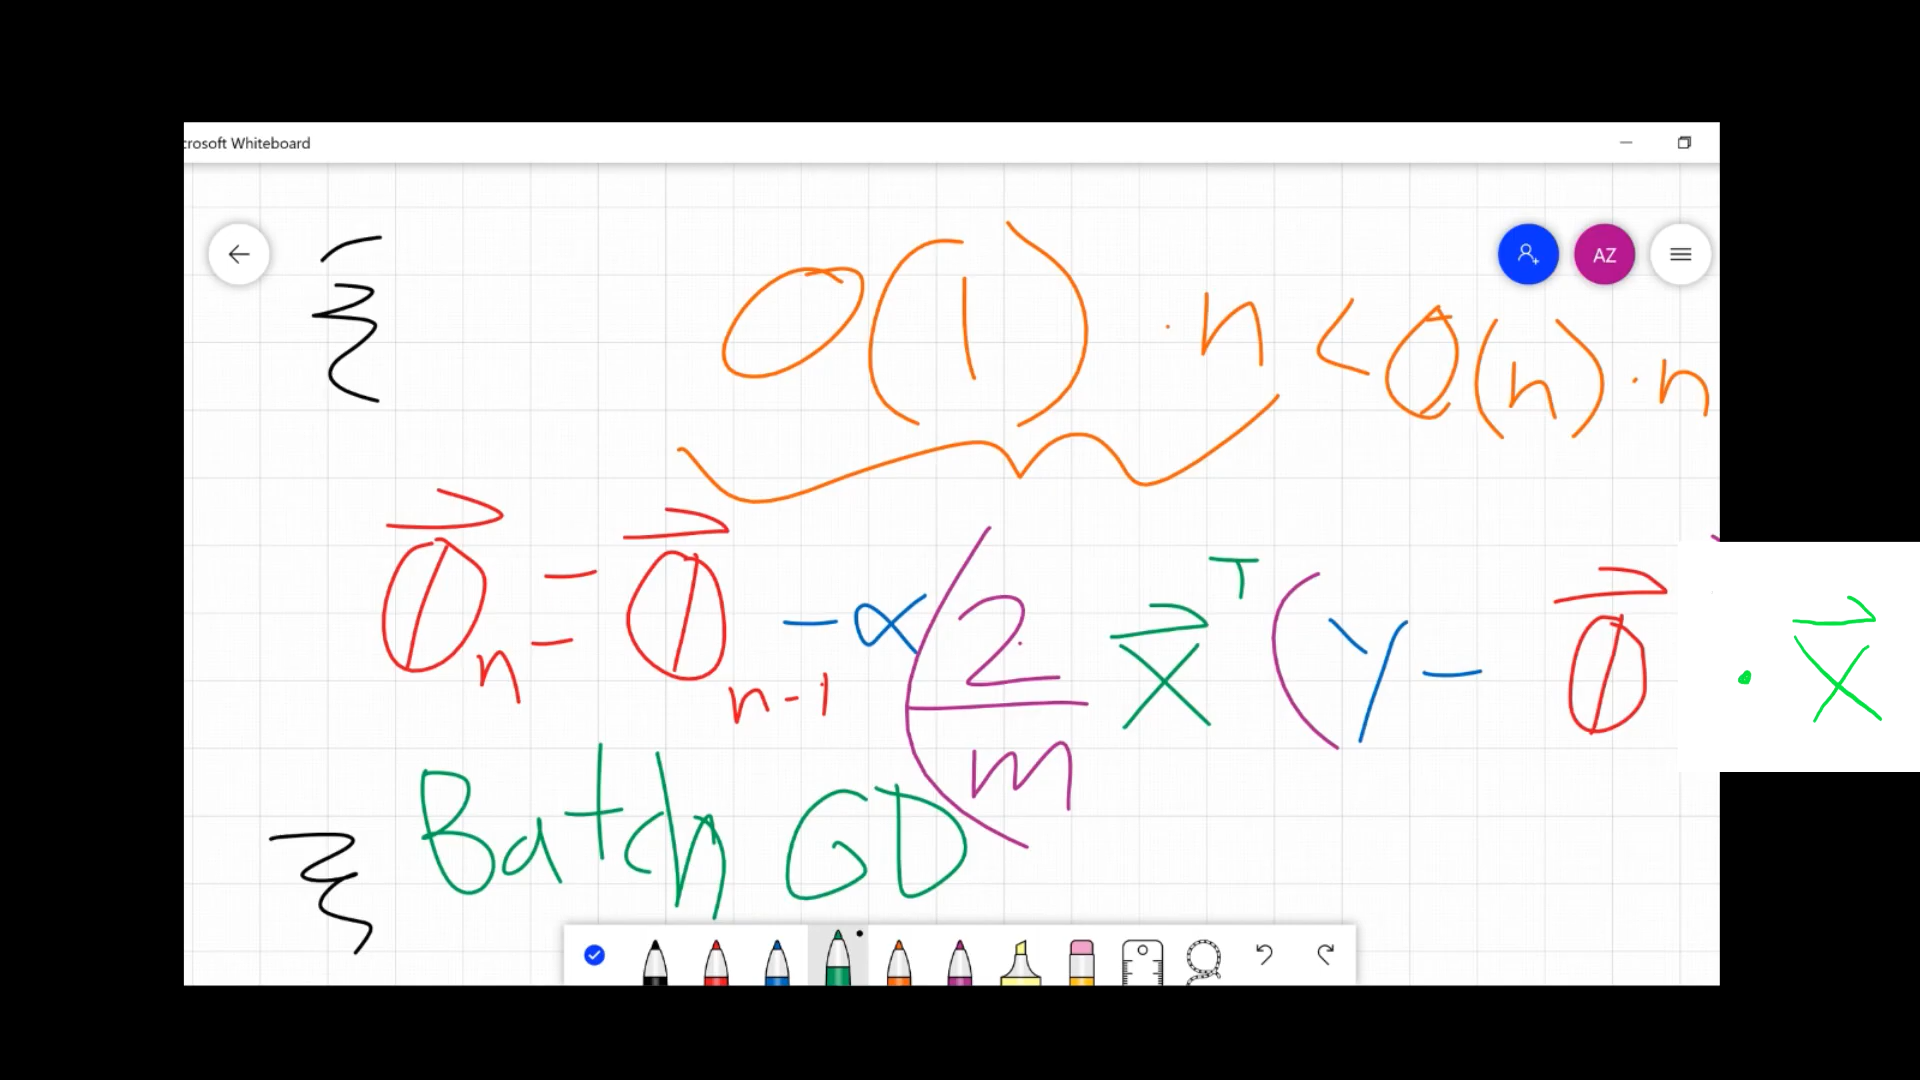 crosoft Whiteboard
AZ
O(1) · n < O(n) · n
θ⃗ₙ = θ⃗ₙ₋₁ - α(2/m X⃗ᵀ(y - θ⃗ · X⃗
Batch GD